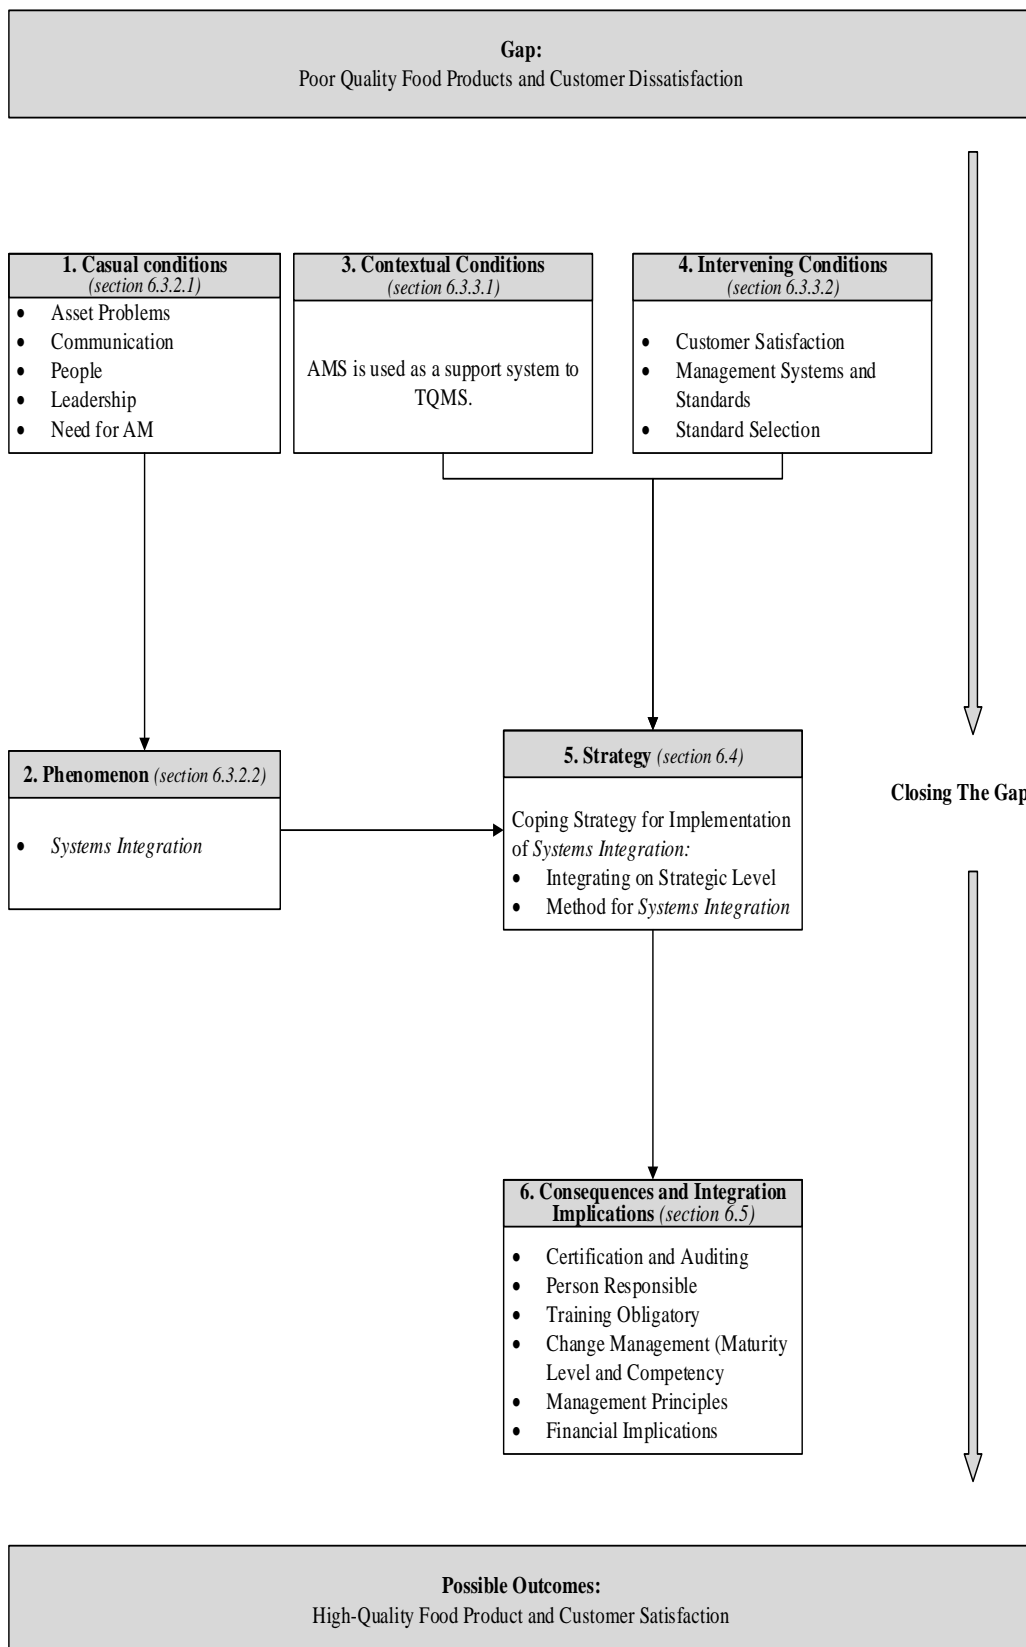 Gap:
Poor Quality Food Products and Customer Dissatisfaction
1. Casual conditions
(section 6.3.2.1)
• Asset Problems
• Communication
• People
• Leadership
• Need for AM
3. Contextual Conditions
(section 6.3.3.1)
AMS is used as a support system to
TQMS.
4. Intervening Conditions
(section 6.3.3.2)
• Customer Satisfaction
• Management Systems and
Standards
• Standard Selection
2. Phenomenon (section 6.3.2.2)
• Systems Integration
5. Strategy (section 6.4)
Coping Strategy for Implementation
of Systems Integration:
• Integrating on Strategic Level
• Method for Systems Integration
Closing The Gap
6. Consequences and Integration
Implications (section 6.5)
• Certification and Auditing
• Person Responsible
• Training Obligatory
• Change Management (Maturity
Level and Competency
• Management Principles
• Financial Implications
Possible Outcomes:
High-Quality Food Product and Customer Satisfaction